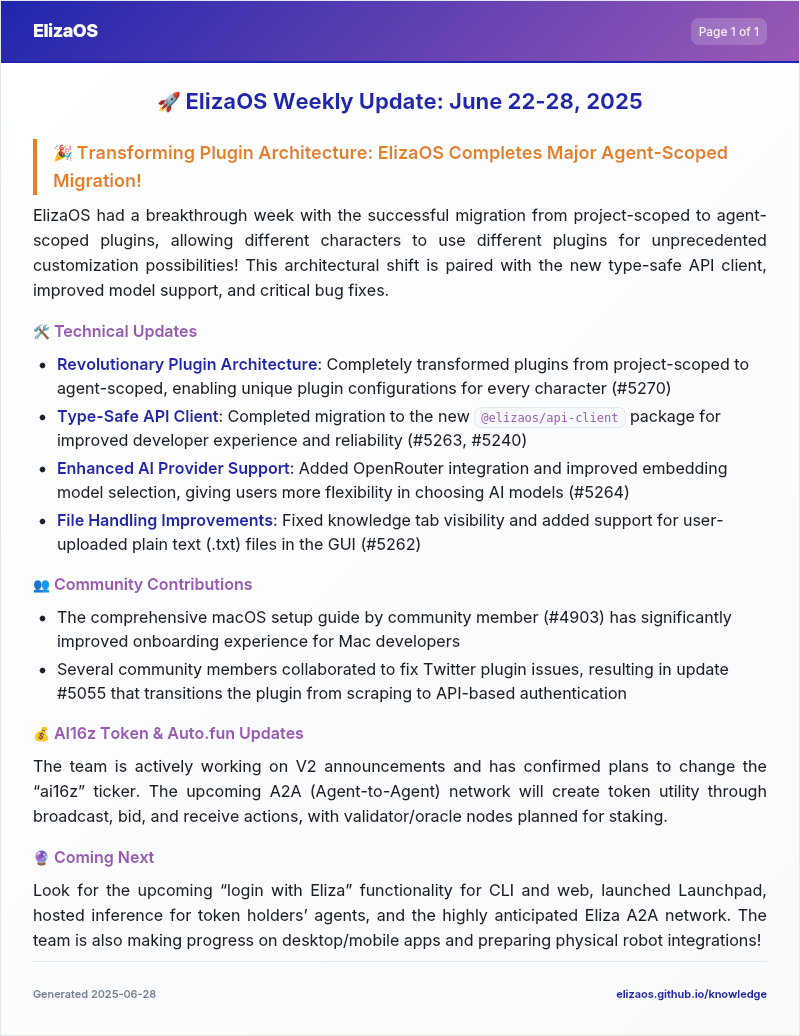 ElizaOS
Page 1 of 1
🚀 ElizaOS Weekly Update: June 22-28, 2025
🎉 Transforming Plugin Architecture: ElizaOS Completes Major Agent-Scoped
Migration!
ElizaOS had a breakthrough week with the successful migration from project-scoped to agent-
scoped plugins, allowing different characters to use different plugins for unprecedented
customization possibilities! This architectural shift is paired with the new type-safe API client,
improved model support, and critical bug fixes.
🛠️ Technical Updates
• Revolutionary Plugin Architecture: Completely transformed plugins from project-scoped to
agent-scoped, enabling unique plugin configurations for every character (#5270)
• Type-Safe API Client: Completed migration to the new @elizaos/api-client package for
improved developer experience and reliability (#5263, #5240)
• Enhanced AI Provider Support: Added OpenRouter integration and improved embedding
model selection, giving users more flexibility in choosing AI models (#5264)
• File Handling Improvements: Fixed knowledge tab visibility and added support for user-
uploaded plain text (.txt) files in the GUI (#5262)
👥 Community Contributions
• The comprehensive macOS setup guide by community member (#4903) has significantly
improved onboarding experience for Mac developers
• Several community members collaborated to fix Twitter plugin issues, resulting in update
#5055 that transitions the plugin from scraping to API-based authentication
💰 AI16z Token & Auto.fun Updates
The team is actively working on V2 announcements and has confirmed plans to change the
“ai16z” ticker. The upcoming A2A (Agent-to-Agent) network will create token utility through
broadcast, bid, and receive actions, with validator/oracle nodes planned for staking.
🔮 Coming Next
Look for the upcoming “login with Eliza” functionality for CLI and web, launched Launchpad,
hosted inference for token holders’ agents, and the highly anticipated Eliza A2A network. The
team is also making progress on desktop/mobile apps and preparing physical robot integrations!
Generated 2025-06-28
elizaos.github.io/knowledge